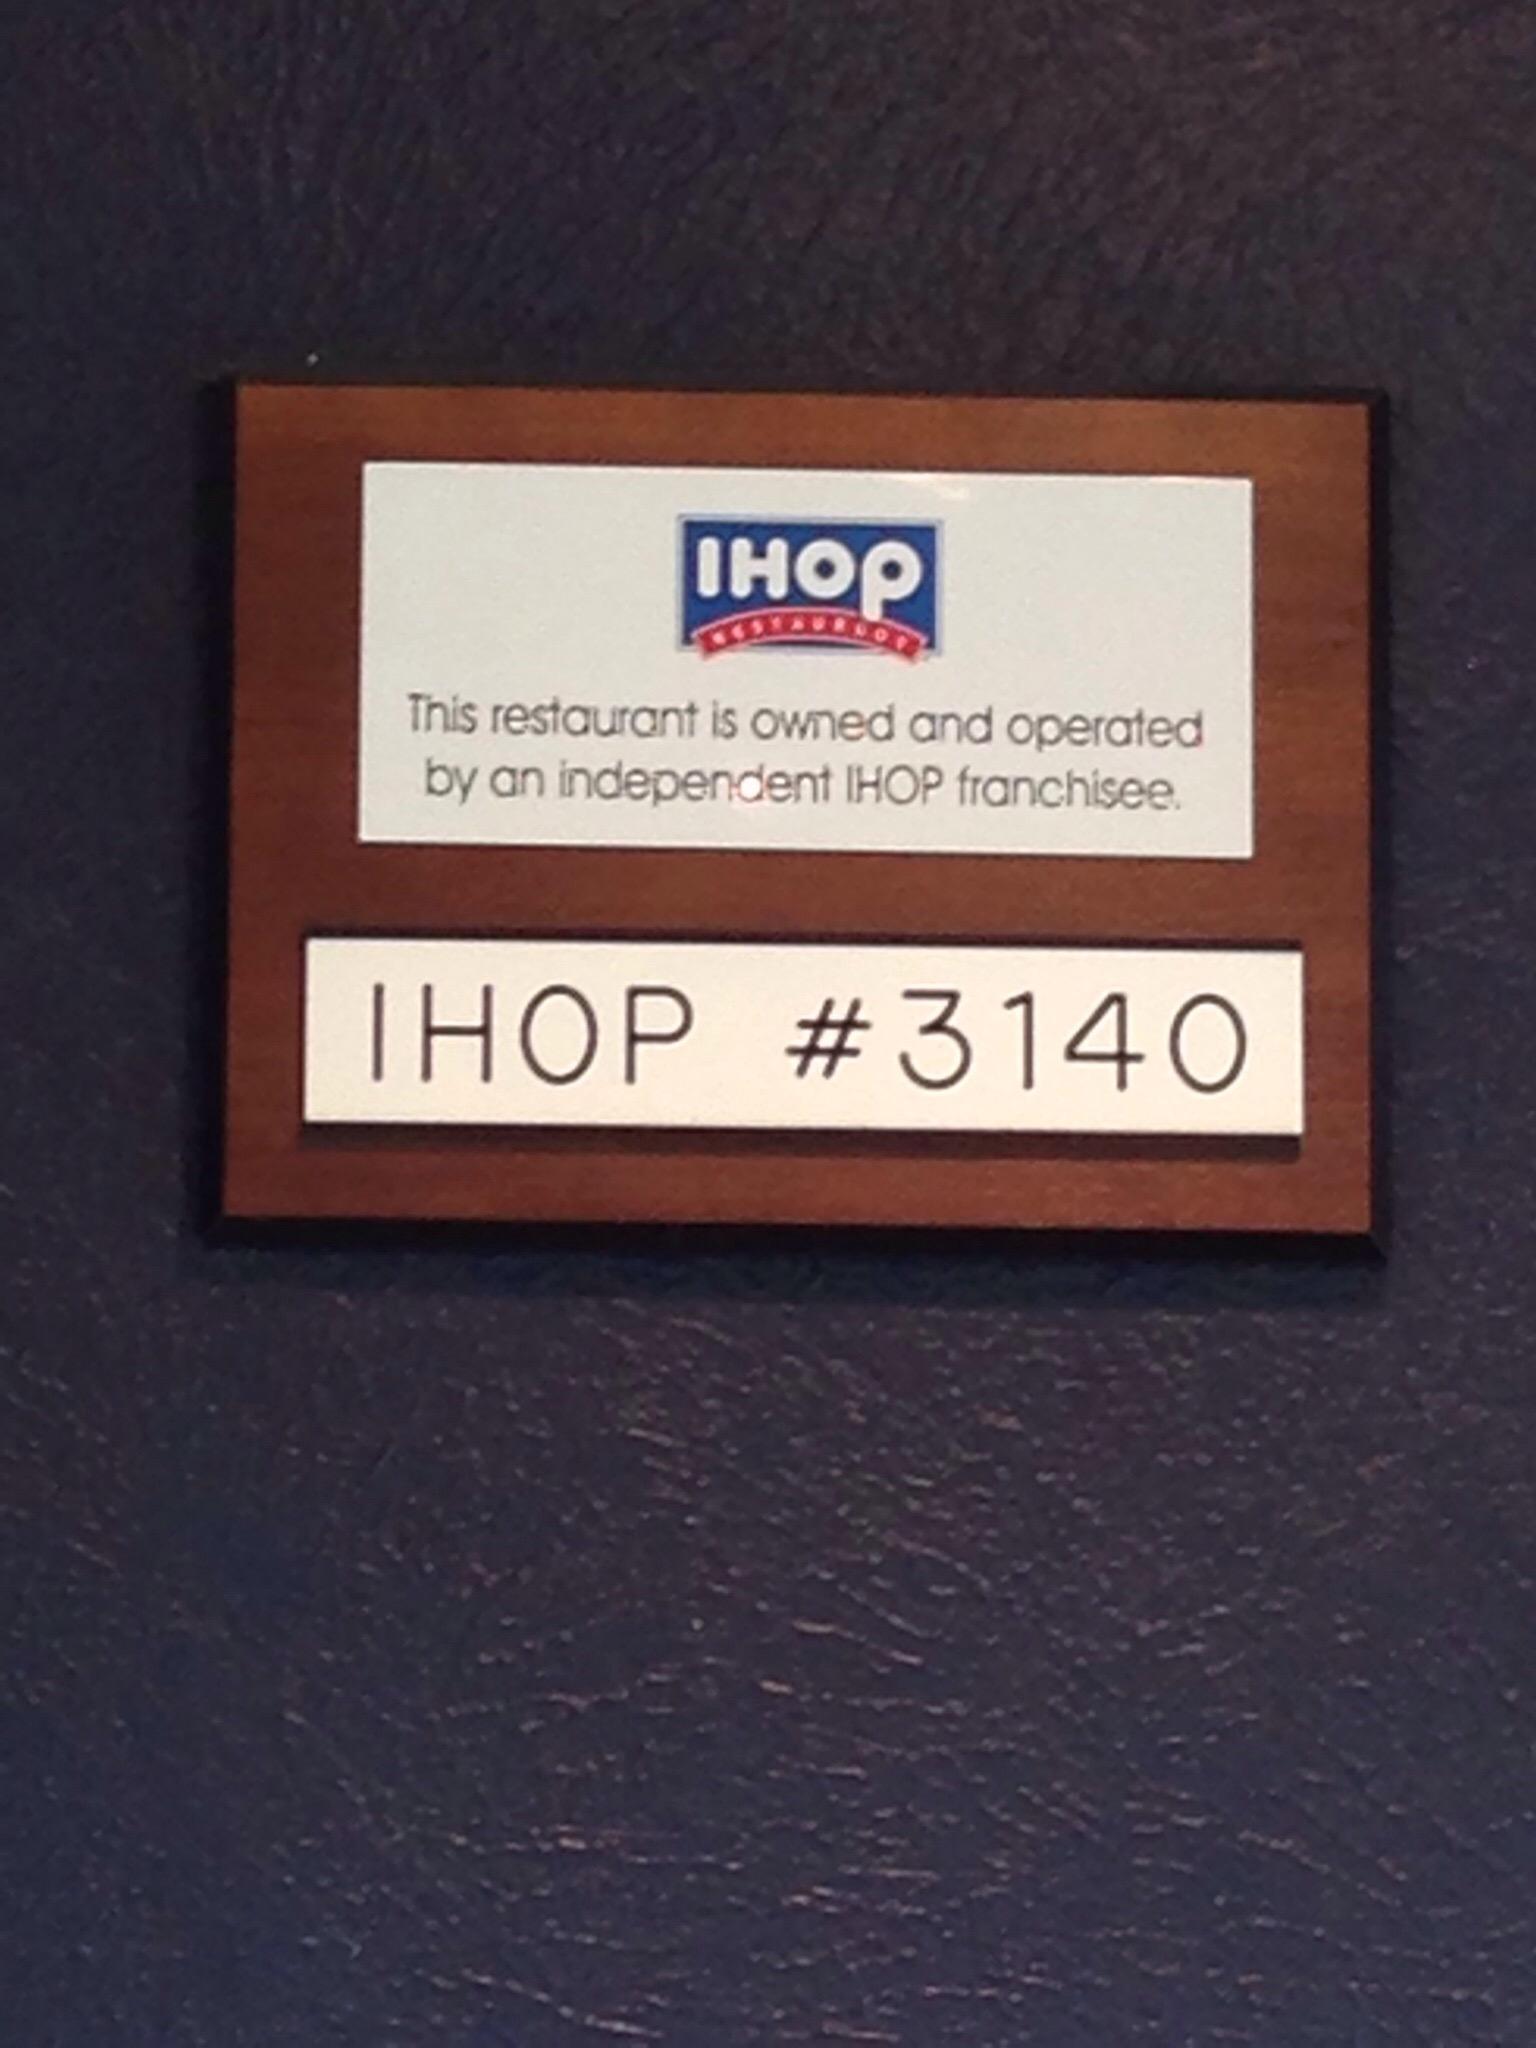 IHOP
RESTAURANT
This restaurant is owned and operated
by an independent IHOP franchisee.
IHOP #3140